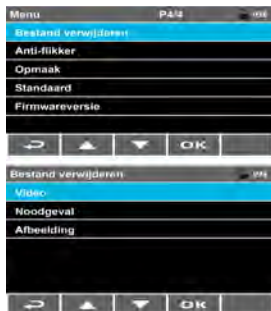 Menu P4/4
Bestand verwijderen
Anti-flikker
Opmaak
Standaard
Firmwareversie
OK
Bestand verwijderen
Video
Noodgeval
Afbeelding
OK